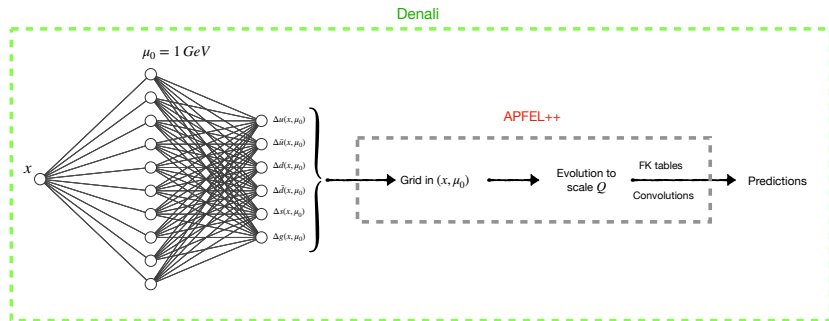 Denali
μ₀ = 1 GeV
x
Δu(x, μ₀)
Δū(x, μ₀)
Δd(x, μ₀)
Δd̄(x, μ₀)
Δs(x, μ₀)
Δg(x, μ₀)
APFEL++
Grid in (x, μ₀)
Evolution to
scale Q
FK tables
Convolutions
Predictions